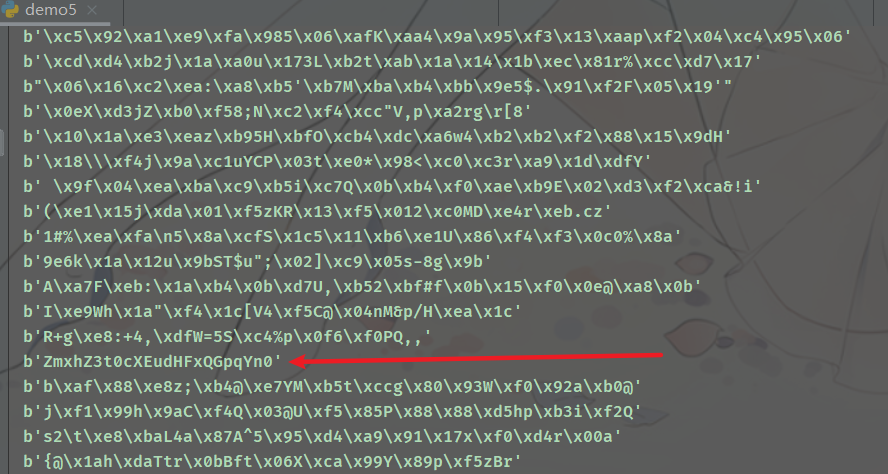 demo5
b'\xc5\x92\xa1\xe9\xfa\x985\x06\xafK\xaa4\x9a\x95\xf3\x13\xaap\xf2\x04\xc4\x95\x06'
b'\xcd\xd4\xb2j\x1a\xa0u\x173L\xb2t\xab\x1a\x14\x1b\xec\x81r%\xcc\xd7\x17'
b"\x06\x16\xc2\xea:\xa8\xb5'\xb7M\xba\xb4\xbb\x9e5$.\x91\xf2F\x05\x19'"
b'\x0eX\xd3jZ\xb0\xf58;N\xc2\xf4\xcc"V,p\xa2rg\r[8'
b'\x10\x1a\xe3\xeaz\xb95H\xbfO\xcb4\xdc\xa6w4\xb2\xb2\xf2\x88\x15\x9dH'
b'\x18\\\xf4j\x9a\xc1uYCP\x03t\xe0*\x98<\xc0\xc3r\xa9\x1d\xdfY'
b' \x9f\x04\xea\xba\xc9\xb5i\xc7Q\x0b\xb4\xf0\xae\xb9E\x02\xd3\xf2\xca&!i'
b'(\xe1\x15j\xda\x01\xf5zKR\x13\xf5\x012\xc0MD\xe4r\xeb.cz'
b'1#%\xea\xfa\n5\x8a\xcfS\x1c5\x11\xb6\xe1U\x86\xf4\xf3\x0c0%\x8a'
b'9e6k\x1a\x12u\x9bST$u";\x02]\xc9\x05s-8g\x9b'
b'A\xa7F\xeb:\x1a\xb4\x0b\xd7U,\xb52\xbf#f\x0b\x15\xf0\x0e@\xa8\x0b'
b'I\xe9Wh\x1a"\xf4\x1c[V4\xf5C@\x04nM&p/H\xea\x1c'
b'R+g\xe8:+4,\xdfW=5S\xc4%p\x0f6\xf0PQ,,'
b'ZmxhZ3t0cXEudHFxQGpqYn0'
b'b\xaf\x88\xe8z;\xb4@\xe7YM\xb5t\xccg\x80\x93W\xf0\x92a\xb0@'
b'j\xf1\x99h\x9aC\xf4Q\x03@U\xf5\x85P\x88\x88\xd5hp\xb3i\xf2Q'
b's2\t\xe8\xbaL4a\x87A^5\x95\xd4\xa9\x91\x17x\xf0\xd4r\x00a'
b'{@\x1ah\xdaTtr\x0bBft\x06X\xca\x99Y\x89p\xf5zBr'